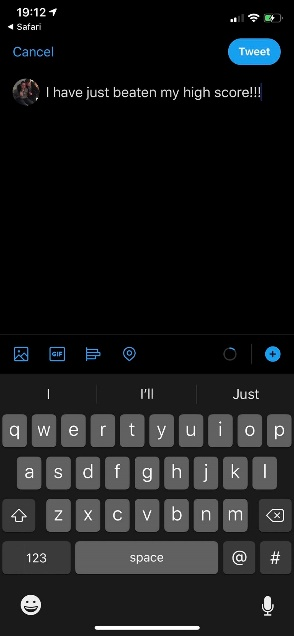 19:12
Safari
Cancel
Tweet
I have just beaten my high score!!!
GIF
I I'll Just
q w e r t y u i o p
a s d f g h j k l
z x c v b n m
123 space @ #